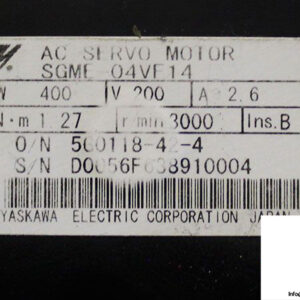 AC SERVO MOTOR
SGME 04VF14
W 400 V 200 A 2.6
N·m 1.27 r/min 3000 Ins.B
O/N 5G0118-42-4
S/N D0056F638910004
YASKAWA ELECTRIC CORPORATION JAPAN